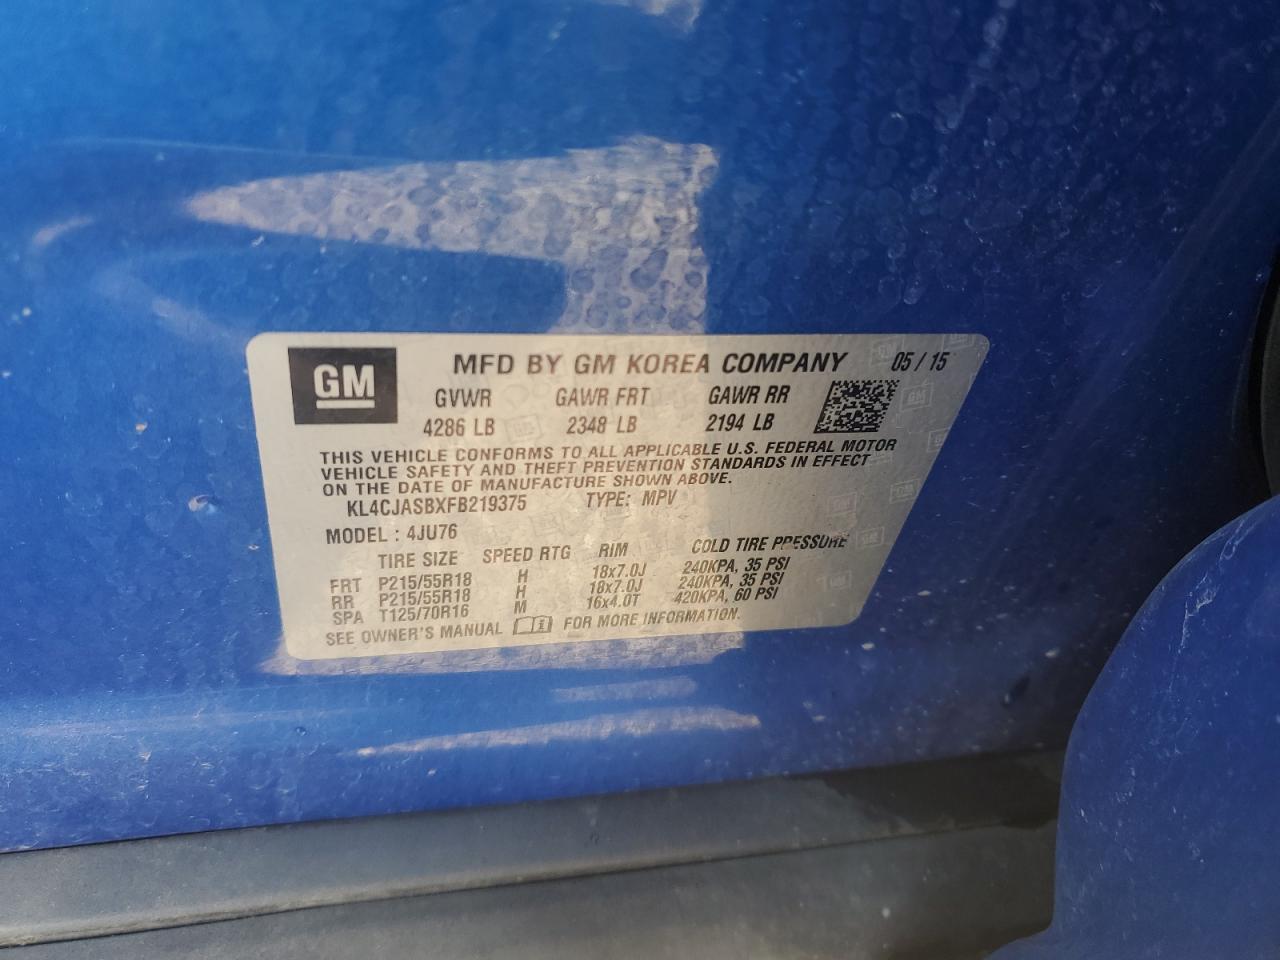 GM
MFD BY GM KOREA COMPANY 05 / 15
GVWR GAWR FRT GAWR RR
4286 LB 2348 LB 2194 LB
THIS VEHICLE CONFORMS TO ALL APPLICABLE U.S. FEDERAL MOTOR
VEHICLE SAFETY AND THEFT PREVENTION STANDARDS IN EFFECT
ON THE DATE OF MANUFACTURE SHOWN ABOVE.
KL4CJASBXFB219375 TYPE: MPV
MODEL : 4JU76
TIRE SIZE SPEED RTG RIM COLD TIRE PRESSURE
FRT P215/55R18 H 18x7.0J 240KPA, 35 PSI
RR P215/55R18 H 18x7.0J 240KPA, 35 PSI
SPA T125/70R16 M 16x4.0T 420KPA, 60 PSI
SEE OWNER'S MANUAL FOR MORE INFORMATION.